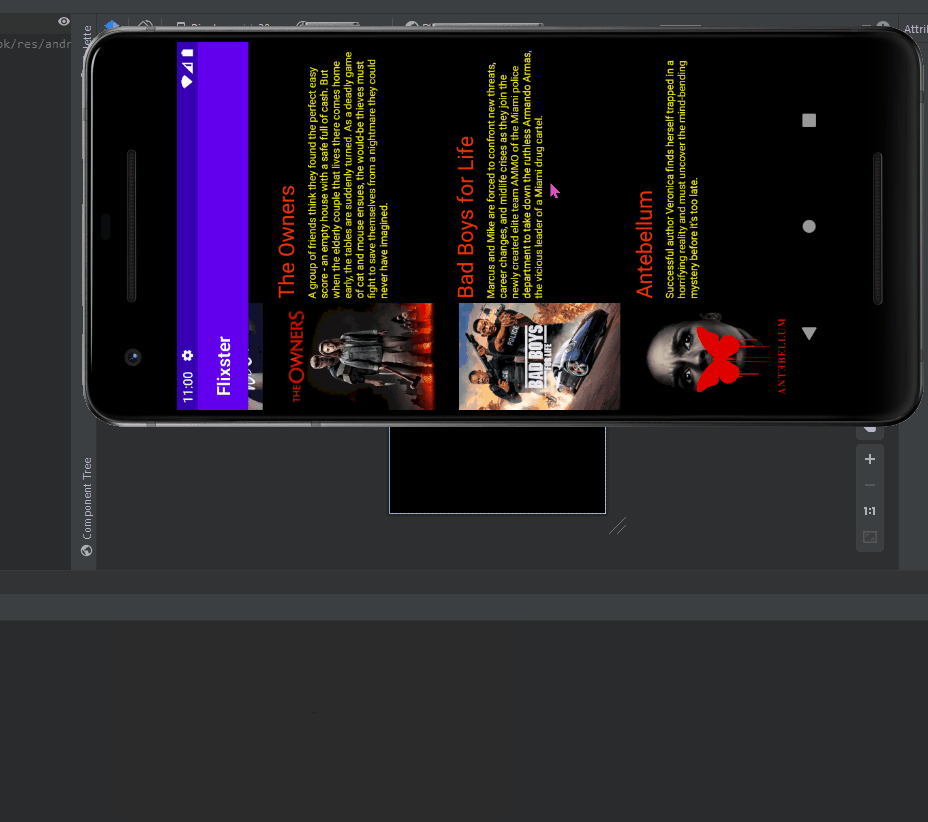 ok/res/andr
Attri
11:00
Flixster
The Owners
A group of friends think they found the perfect easy
score - an empty house with a safe full of cash. But
when the elderly couple that lives there comes home
early, the tables are suddenly turned. As a deadly game
of cat and mouse ensues, the would-be thieves must
fight to save themselves from a nightmare they could
never have imagined.
THE OWNERS
Bad Boys for Life
Marcus and Mike are forced to confront new threats,
career changes, and midlife crises as they join the
newly created elite team AMMO of the Miami police
department to take down the ruthless Armando Armas,
the vicious leader of a Miami drug cartel.
POLICE
BAD BOYS
FOR LIFE
Antebellum
Successful author Veronica finds herself trapped in a
horrifying reality and must uncover the mind-bending
mystery before it's too late.
ANTEBELLUM
Component Tree
1:1